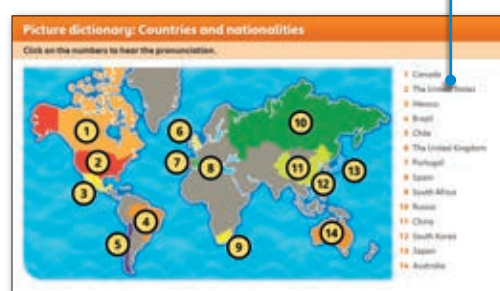 Picture dictionary: Countries and nationalities
Click on the numbers to hear the pronunciation.
1 Canada
2 The United States
3 Mexico
4 Brazil
5 Chile
6 The United Kingdom
7 Portugal
8 Spain
9 South Africa
10 Russia
11 China
12 South Korea
13 Japan
14 Australia
1
2
3
4
5
6
7
8
9
10
11
12
13
14